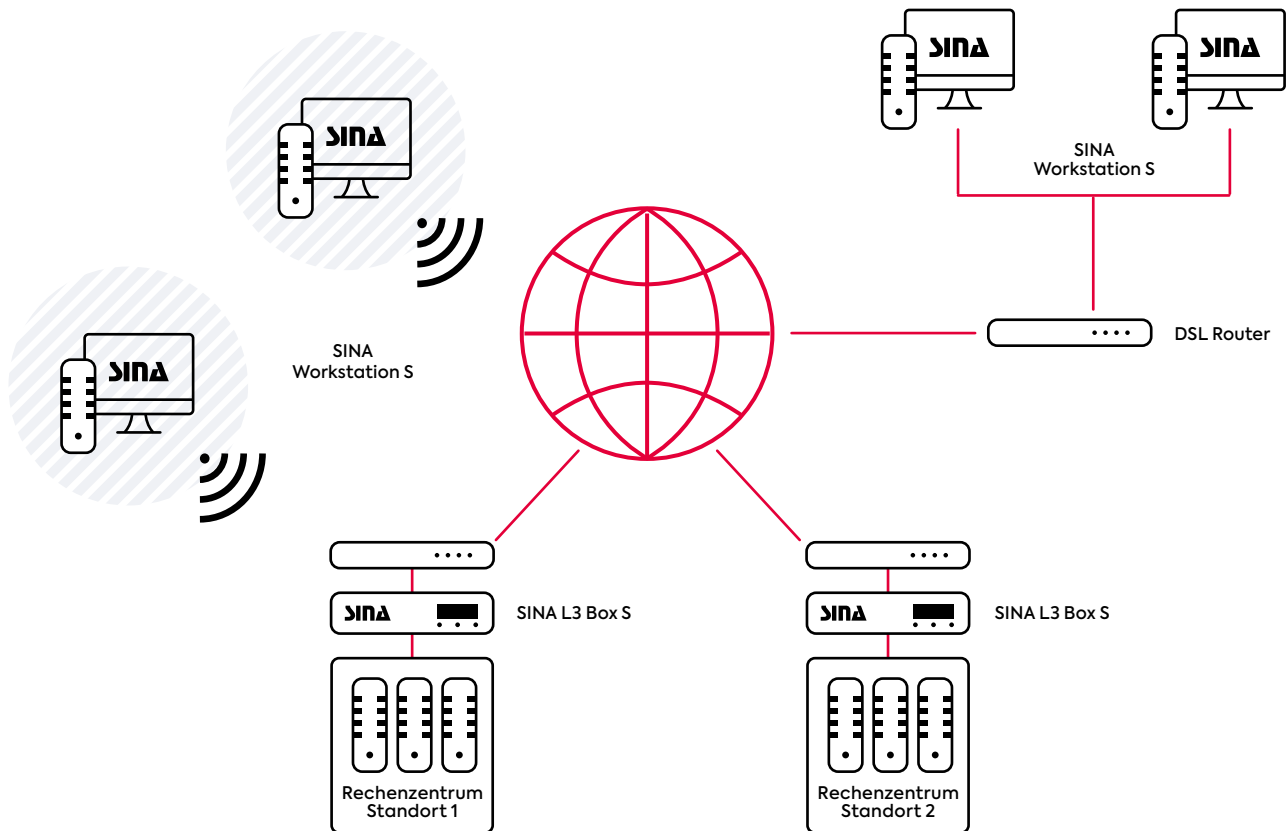 SINA
SINA
SINA
Workstation S
SINA
SINA
SINA
Workstation S
DSL Router
SINA
SINA L3 Box S
SINA
SINA L3 Box S
Rechenzentrum
Standort 1
Rechenzentrum
Standort 2